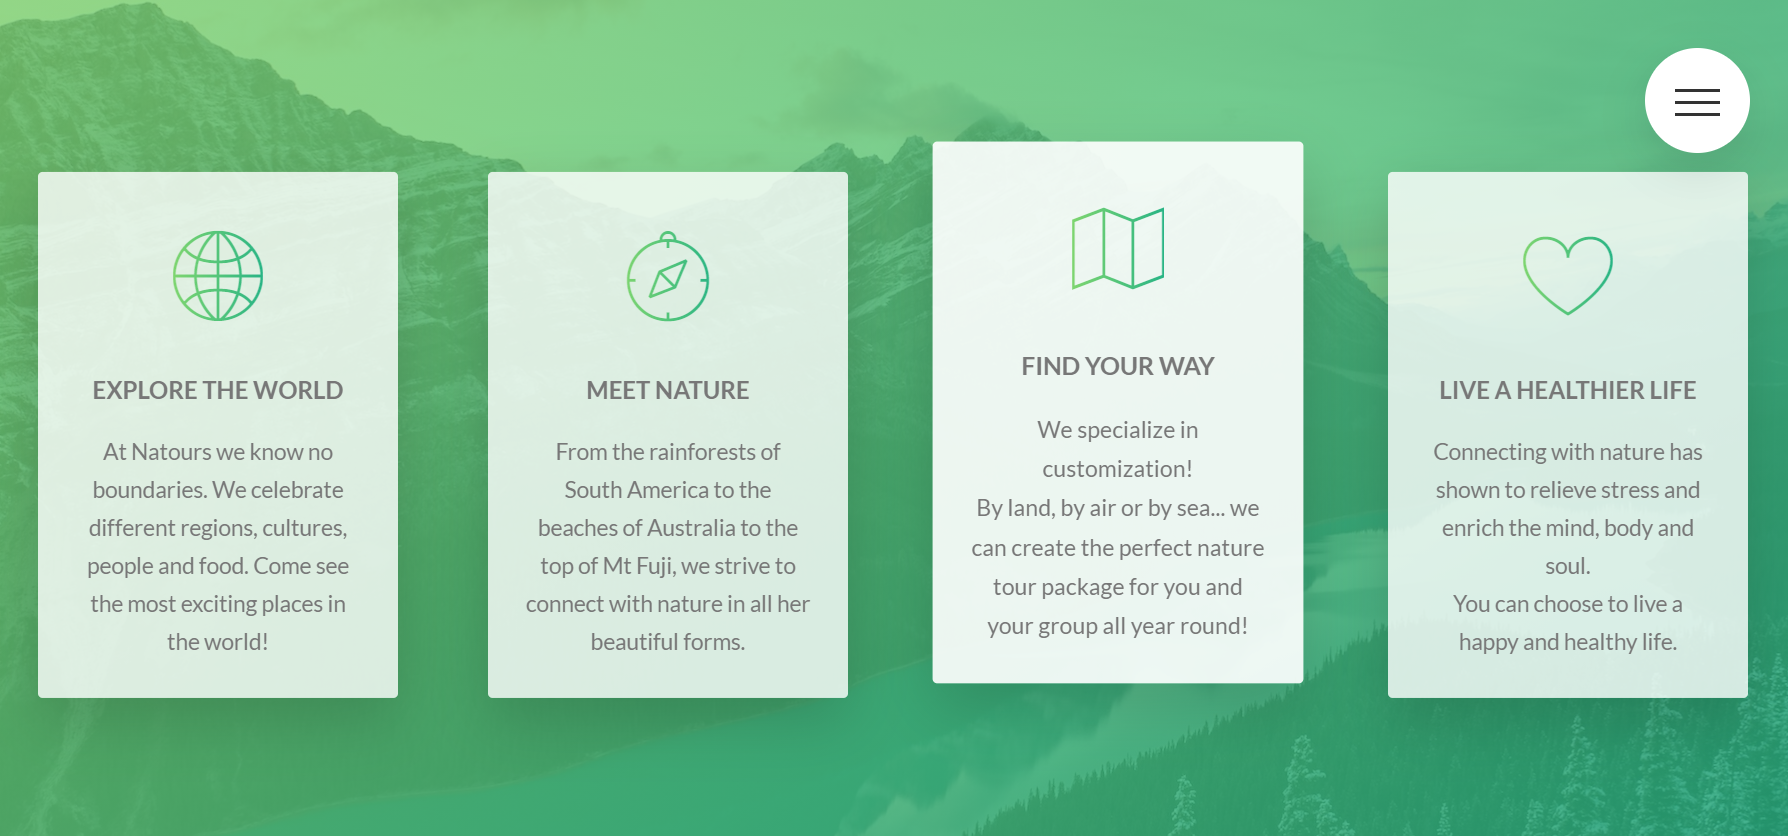 EXPLORE THE WORLD
At Natours we know no
boundaries. We celebrate
different regions, cultures,
people and food. Come see
the most exciting places in
the world!
MEET NATURE
From the rainforests of
South America to the
beaches of Australia to the
top of Mt Fuji, we strive to
connect with nature in all her
beautiful forms.
FIND YOUR WAY
We specialize in
customization!
By land, by air or by sea... we
can create the perfect nature
tour package for you and
your group all year round!
LIVE A HEALTHIER LIFE
Connecting with nature has
shown to relieve stress and
enrich the mind, body and
soul.
You can choose to live a
happy and healthy life.